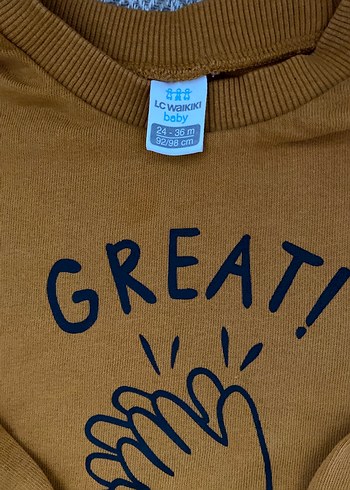 LC WAIKIKI
baby
24 - 36 m
92/98 cm
GREAT!